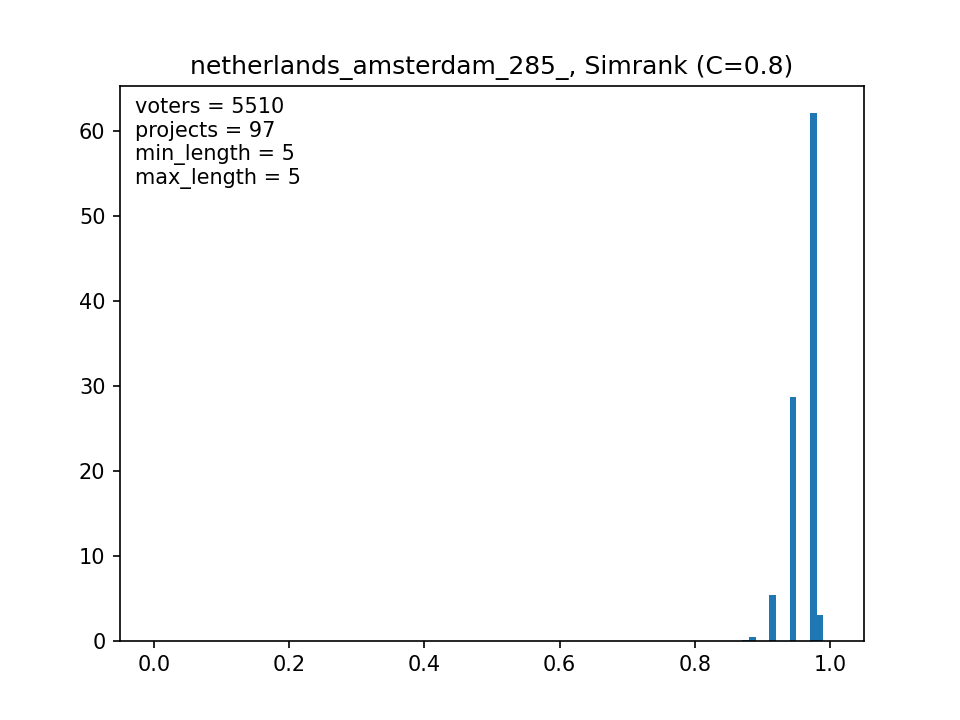 netherlands_amsterdam_285_, Simrank (C=0.8)
voters = 5510
projects = 97
min_length = 5
max_length = 5
60
50
40
30
20
10
0
0.0 0.2 0.4 0.6 0.8 1.0